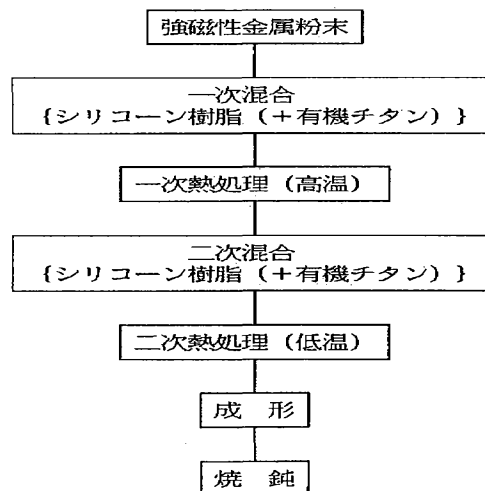 強磁性金属粉末
一次混合
{シリコーン樹脂（＋有機チタン）}
一次熱処理（高温）
二次混合
{シリコーン樹脂（＋有機チタン）}
二次熱処理（低温）
成　形
焼　鈍